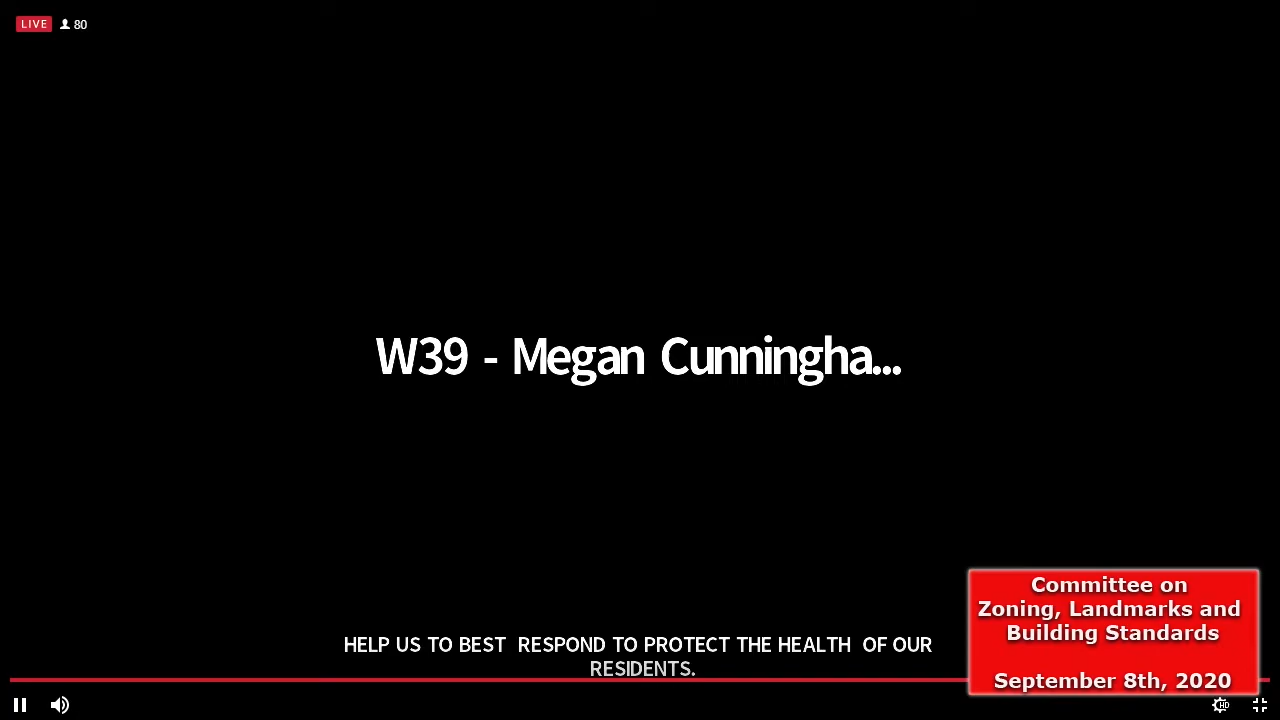 LIVE 80
W39 - Megan Cunningha...
HELP US TO BEST RESPOND TO PROTECT THE HEALTH OF OUR
RESIDENTS.
Committee on
Zoning, Landmarks and
Building Standards
September 8th, 2020
HD